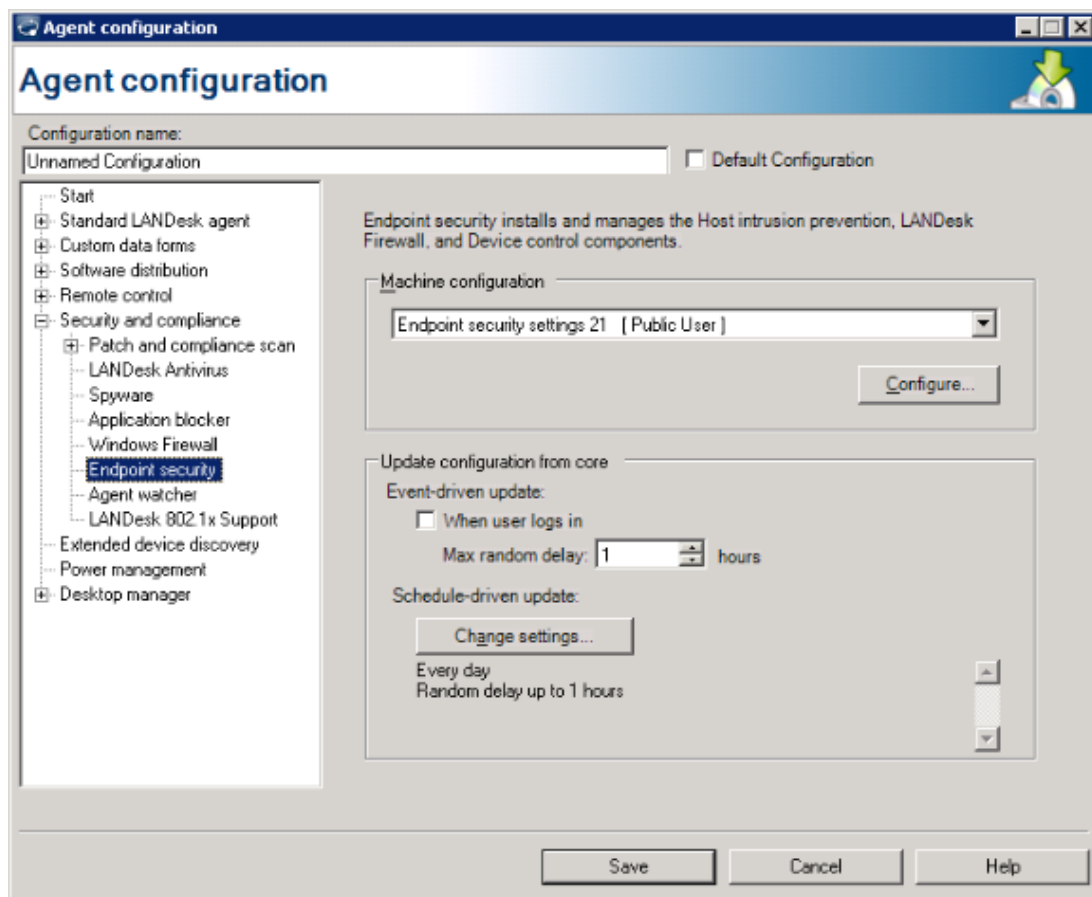 Agent configuration
Agent configuration
Configuration name:
Unnamed Configuration
Default Configuration
Start
Standard LANDesk agent
Custom data forms
Software distribution
Remote control
Security and compliance
Patch and compliance scan
LANDesk Antivirus
Spyware
Application blocker
Windows Firewall
Endpoint security
Agent watcher
LANDesk 802.1x Support
Extended device discovery
Power management
Desktop manager
Endpoint security installs and manages the Host intrusion prevention, LANDesk
Firewall, and Device control components.
Machine configuration
Endpoint security settings 21 [ Public User ]
Configure...
Update configuration from core
Event-driven update:
When user logs in
Max random delay: 1 hours
Schedule-driven update:
Change settings...
Every day
Random delay up to 1 hours
Save
Cancel
Help